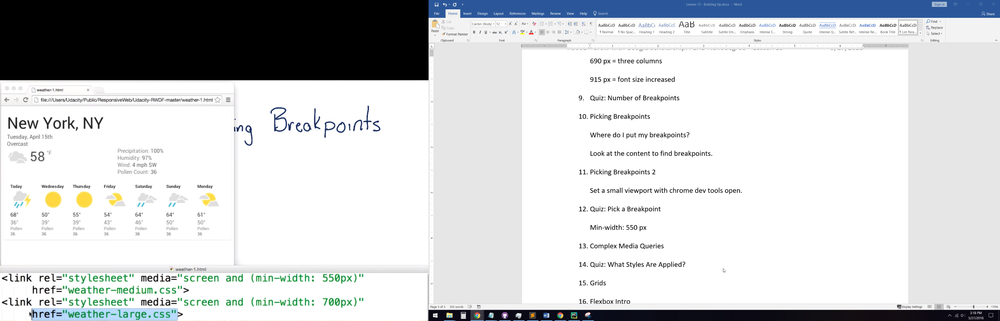 weather-1.html
file:///Users/Udacity/Public/ResponsiveWeb/Udacity-RWDF-master/weather-1.html
ing Breakpoints
New York, NY
Tuesday, April 15th
Overcast
58 °F
Precipitation: 100%
Humidity: 97%
Wind: 4 mph SW
Pollen Count: 36
Today Wednesday Thursday Friday Saturday Sunday Monday
68° 50° 55° 54° 64° 64° 61°
36° 39° 39° 43° 46° 50° 50°
Pollen Pollen Pollen Pollen Pollen Pollen Pollen
36 36 36 36 36 36 36
weather-1.html
<link rel="stylesheet" media="screen and (min-width: 550px)"
href="weather-medium.css">
<link rel="stylesheet" media="screen and (min-width: 700px)"
href="weather-large.css">
Lesson 13 - Building Up.docx - Word
Sign in
File Home Insert Design Layout References Mailings Review View Help Search
Share
Paste
Cut
Copy
Format Painter
Clipboard
Calibri (Body) 12
Font
Paragraph
AaBbCcD AaBbCcD AaBbC AaBbCcD AaB AaBbCcD AaBbCcD AaBbCcD AaBbCcD AaBbCcD AaBbCcD AaBbCcD AaBbCcD AaBbCcD AaBbCcD AaBbCcD
¶ Normal ¶ No Spac... Heading 1 Heading 2 Title Subtitle Subtle Em... Emphasis Intense E... Strong Quote Intense Q... Subtle Ref... Intense Re... Book Title ¶ List Para...
Styles
Find
Replace
Select
Editing
1 1 2 3 4 5 6 7
690 px = three columns
915 px = font size increased
9. Quiz: Number of Breakpoints
10. Picking Breakpoints
Where do I put my breakpoints?
Look at the content to find breakpoints.
11. Picking Breakpoints 2
Set a small viewport with chrome dev tools open.
12. Quiz: Pick a Breakpoint
Min-width: 550 px
13. Complex Media Queries
14. Quiz: What Styles Are Applied?
15. Grids
16. Flexbox Intro
Page 3 of 3 333 words
Display Settings
170%
3:18 PM
5/27/2018